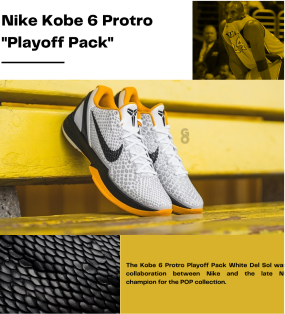 Nike Kobe 6 Protro
"Playoff Pack"
The Kobe 6 Protro Playoff Pack White Del Sol wa
collaboration between Nike and the late N
champion for the POP collection.